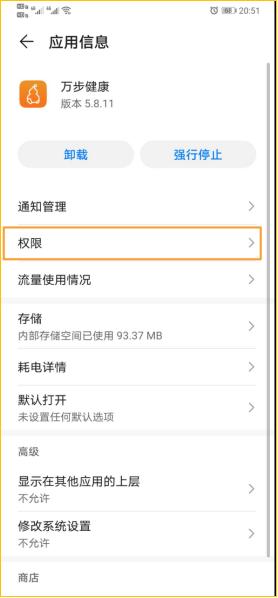 20:51
应用信息
万步健康
版本 5.8.11
卸载
强行停止
通知管理
权限
流量使用情况
存储
内部存储空间已使用 93.37 MB
耗电详情
默认打开
未设置任何默认选项
高级
显示在其他应用的上层
不允许
修改系统设置
不允许
商店